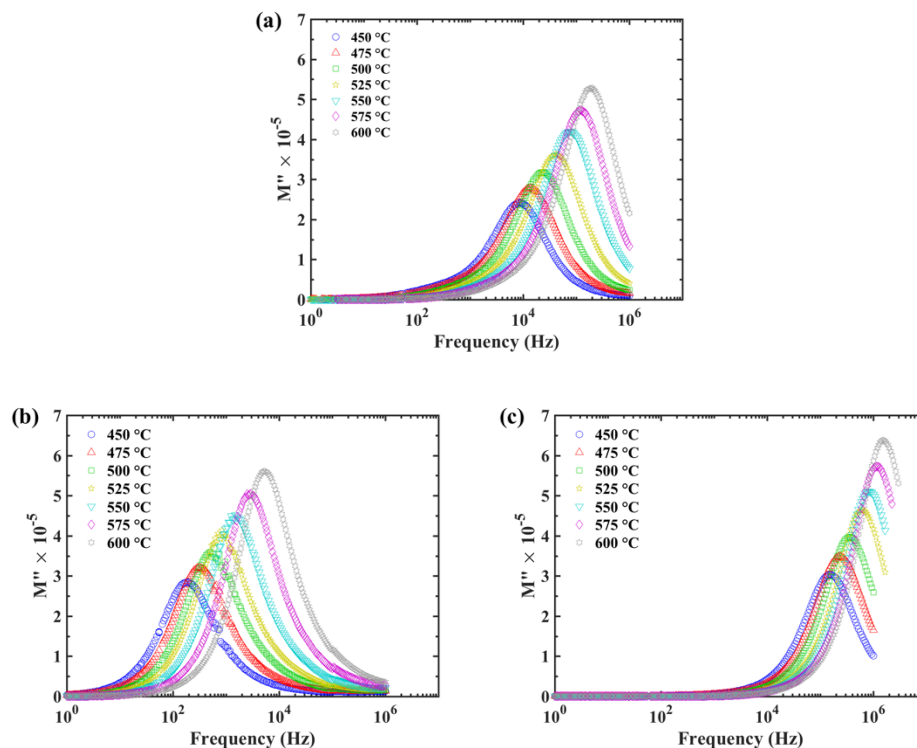 (a)
7
6
5
4
3
2
1
0
M'' × 10⁻⁵
450 °C
475 °C
500 °C
525 °C
550 °C
575 °C
600 °C
10⁰ 10² 10⁴ 10⁶
Frequency (Hz)
(b)
7
6
5
4
3
2
1
0
M'' × 10⁻⁵
450 °C
475 °C
500 °C
525 °C
550 °C
575 °C
600 °C
10⁰ 10² 10⁴ 10⁶
Frequency (Hz)
(c)
7
6
5
4
3
2
1
0
M'' × 10⁻⁵
450 °C
475 °C
500 °C
525 °C
550 °C
575 °C
600 °C
10⁰ 10² 10⁴ 10⁶
Frequency (Hz)